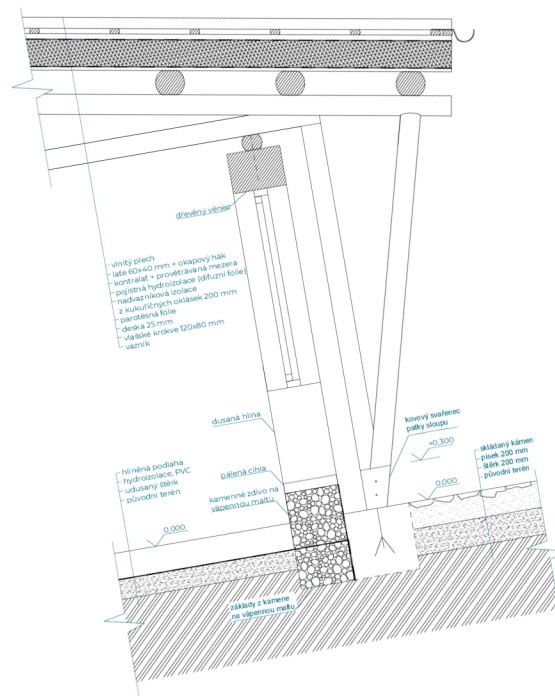 dřevěný věnec
vlnitý plech
latě 60x40 mm + okapový hák
kontralať + provětrávaná mezera
pojistná hydroizolace (difuzní fólie)
nadvazníková izolace
z kukuřičných oklásek 200 mm
parotěsná fólie
deska 25 mm
vlašské krokve 120x80 mm
vazník
dusaná hlína
kovový svařenec
patky sloupu
+0,300
skládaný kámen
písek 200 mm
štěrk 200 mm
původní terén
hliněná podlaha
hydroizolace, PVC
udusaný štěrk
původní terén
pálená cihla
kamenné zdivo na
vápennou maltu
0,000
0,000
základy z kamene
na vápennou maltu